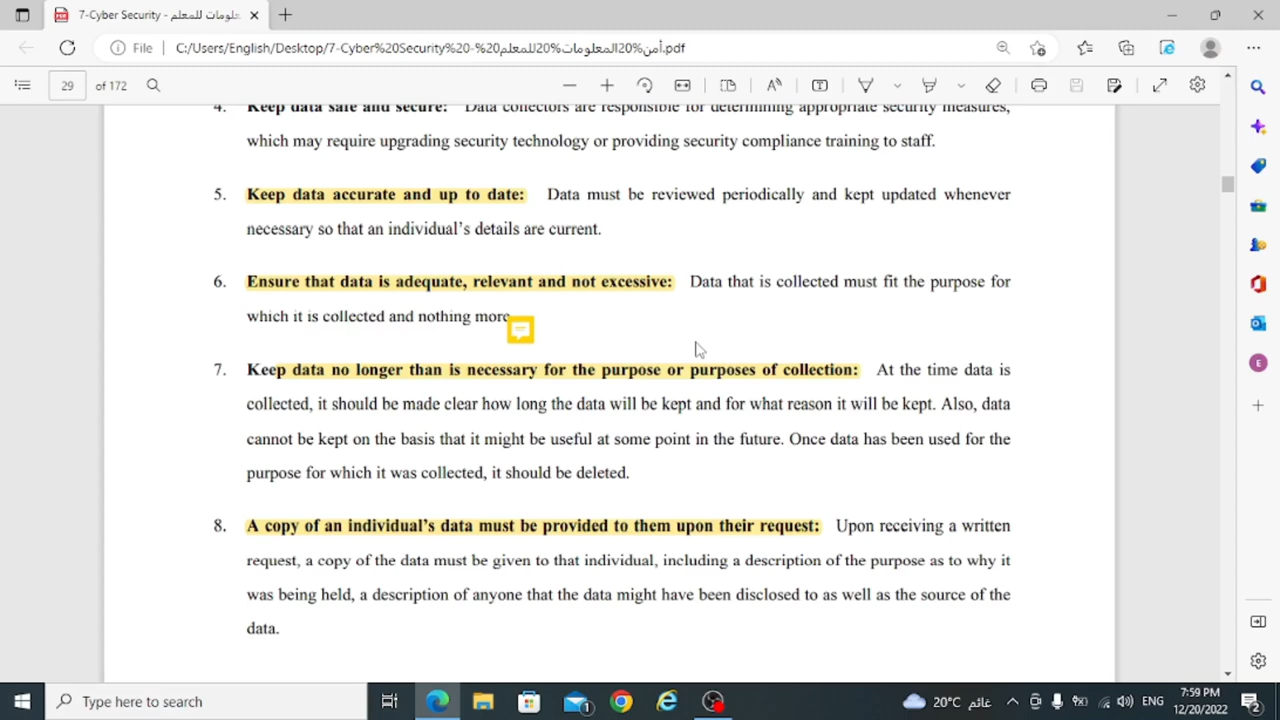 7-Cyber Security - علومات للمعلم
File
C:/Users/English/Desktop/7-Cyber%20Security%20-%20أمن%20المعلومات%20للمعلم.pdf
29 of 172
4. Keep data safe and secure: Data collectors are responsible for determining appropriate security measures,
which may require upgrading security technology or providing security compliance training to staff.
5. Keep data accurate and up to date: Data must be reviewed periodically and kept updated whenever
necessary so that an individual’s details are current.
6. Ensure that data is adequate, relevant and not excessive: Data that is collected must fit the purpose for
which it is collected and nothing more
7. Keep data no longer than is necessary for the purpose or purposes of collection: At the time data is
collected, it should be made clear how long the data will be kept and for what reason it will be kept. Also, data
cannot be kept on the basis that it might be useful at some point in the future. Once data has been used for the
purpose for which it was collected, it should be deleted.
8. A copy of an individual’s data must be provided to them upon their request: Upon receiving a written
request, a copy of the data must be given to that individual, including a description of the purpose as to why it
was being held, a description of anyone that the data might have been disclosed to as well as the source of the
data.
E
Type here to search
1
20°C غائم
ENG
7:59 PM
12/20/2022
2